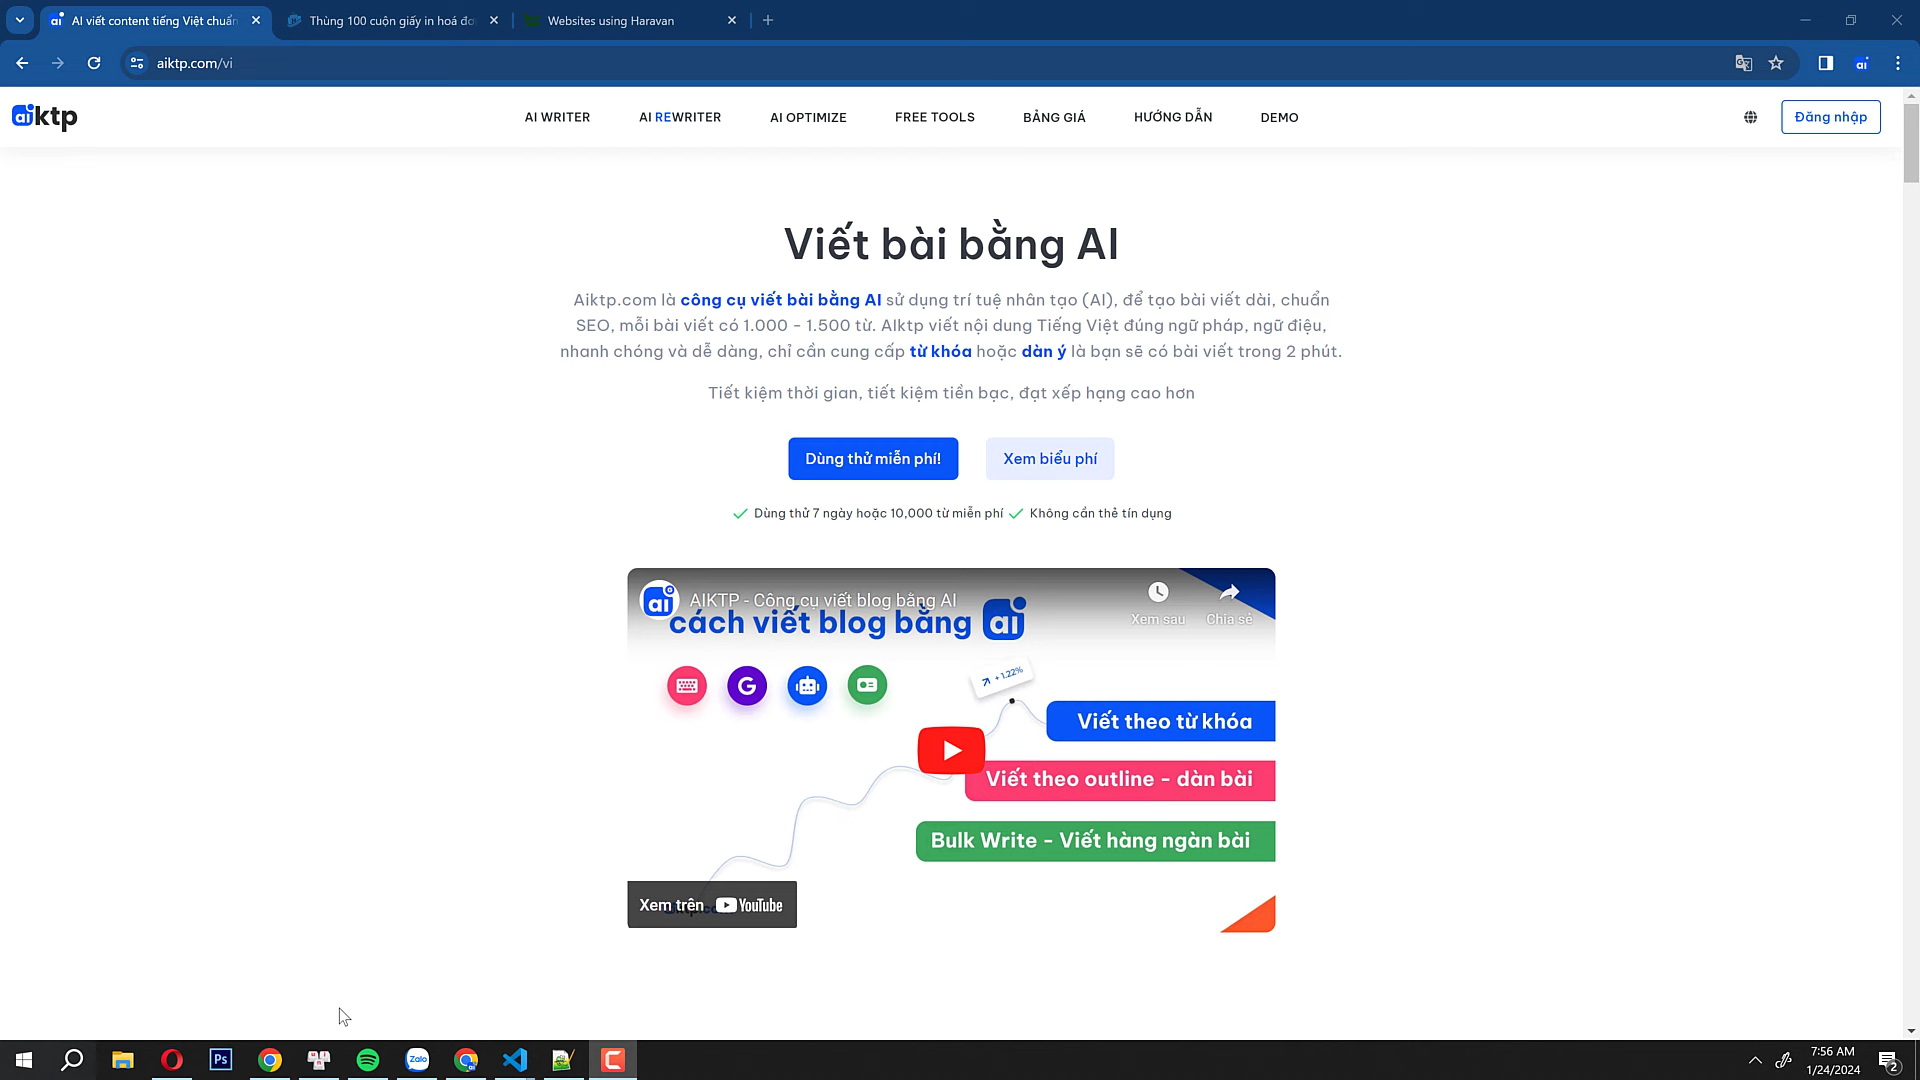 AI viết content tiếng Việt chuẩn
Thùng 100 cuộn giấy in hoá đơ
Websites using Haravan
aiktp.com/vi
aiktp
AI WRITER
AI REWRITER
AI OPTIMIZE
FREE TOOLS
BẢNG GIÁ
HƯỚNG DẪN
DEMO
Đăng nhập
Viết bài bằng AI
Aiktp.com là công cụ viết bài bằng AI sử dụng trí tuệ nhân tạo (AI), để tạo bài viết dài, chuẩn
SEO, mỗi bài viết có 1.000 - 1.500 từ. AIktp viết nội dung Tiếng Việt đúng ngữ pháp, ngữ điệu,
nhanh chóng và dễ dàng, chỉ cần cung cấp từ khóa hoặc dàn ý là bạn sẽ có bài viết trong 2 phút.
Tiết kiệm thời gian, tiết kiệm tiền bạc, đạt xếp hạng cao hơn
Dùng thử miễn phí!
Xem biểu phí
Dùng thử 7 ngày hoặc 10,000 từ miễn phí
Không cần thẻ tín dụng
ai
AIKTP - Công cụ viết blog bằng AI
Xem sau
Chia sẻ
cách viết blog bằng ai
G
+ 1.22%
Viết theo từ khóa
Viết theo outline - dàn bài
Bulk Write - Viết hàng ngàn bài
Xem trên YouTube
Ps
Zalo
7:56 AM
1/24/2024
2